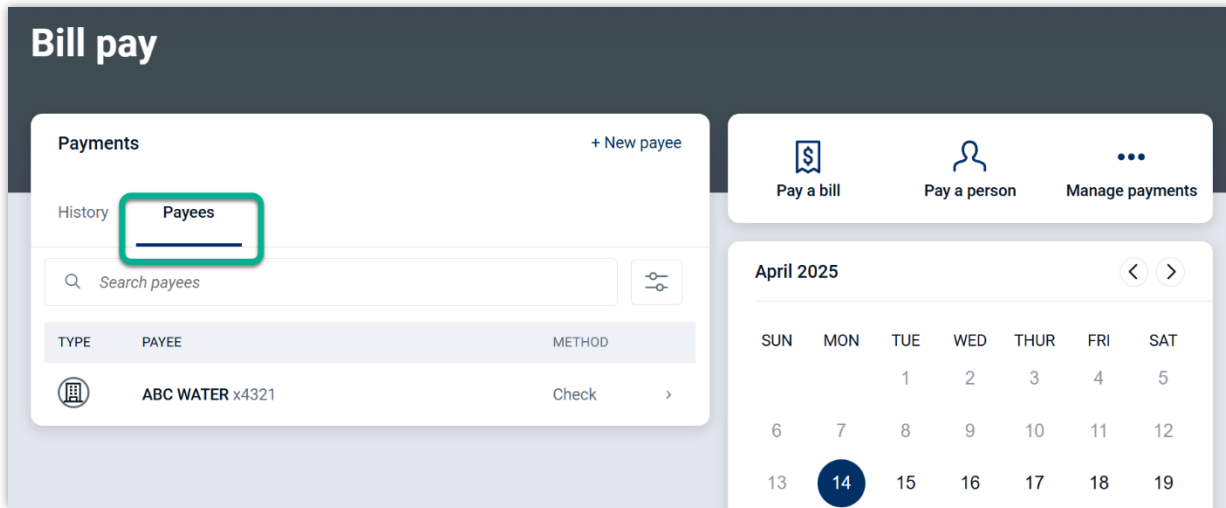 Bill pay
Payments
+ New payee
History
Payees
Search payees
TYPE PAYEE METHOD
ABC WATER x4321 Check
Pay a bill
Pay a person
Manage payments
April 2025
SUN MON TUE WED THUR FRI SAT
1 2 3 4 5
6 7 8 9 10 11 12
13 14 15 16 17 18 19